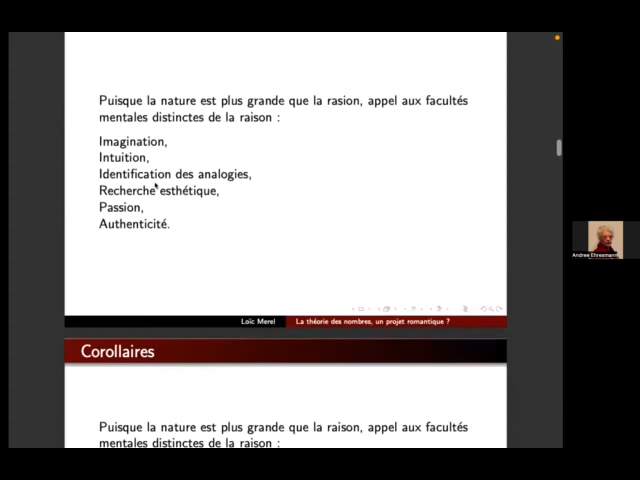 Puisque la nature est plus grande que la rasion, appel aux facultés
mentales distinctes de la raison :
Imagination,
Intuition,
Identification des analogies,
Recherche esthétique,
Passion,
Authenticité.
Loïc Merel La théorie des nombres, un projet romantique ?
Corollaires
Puisque la nature est plus grande que la raison, appel aux facultés
mentales distinctes de la raison :
Andree Ehresmann